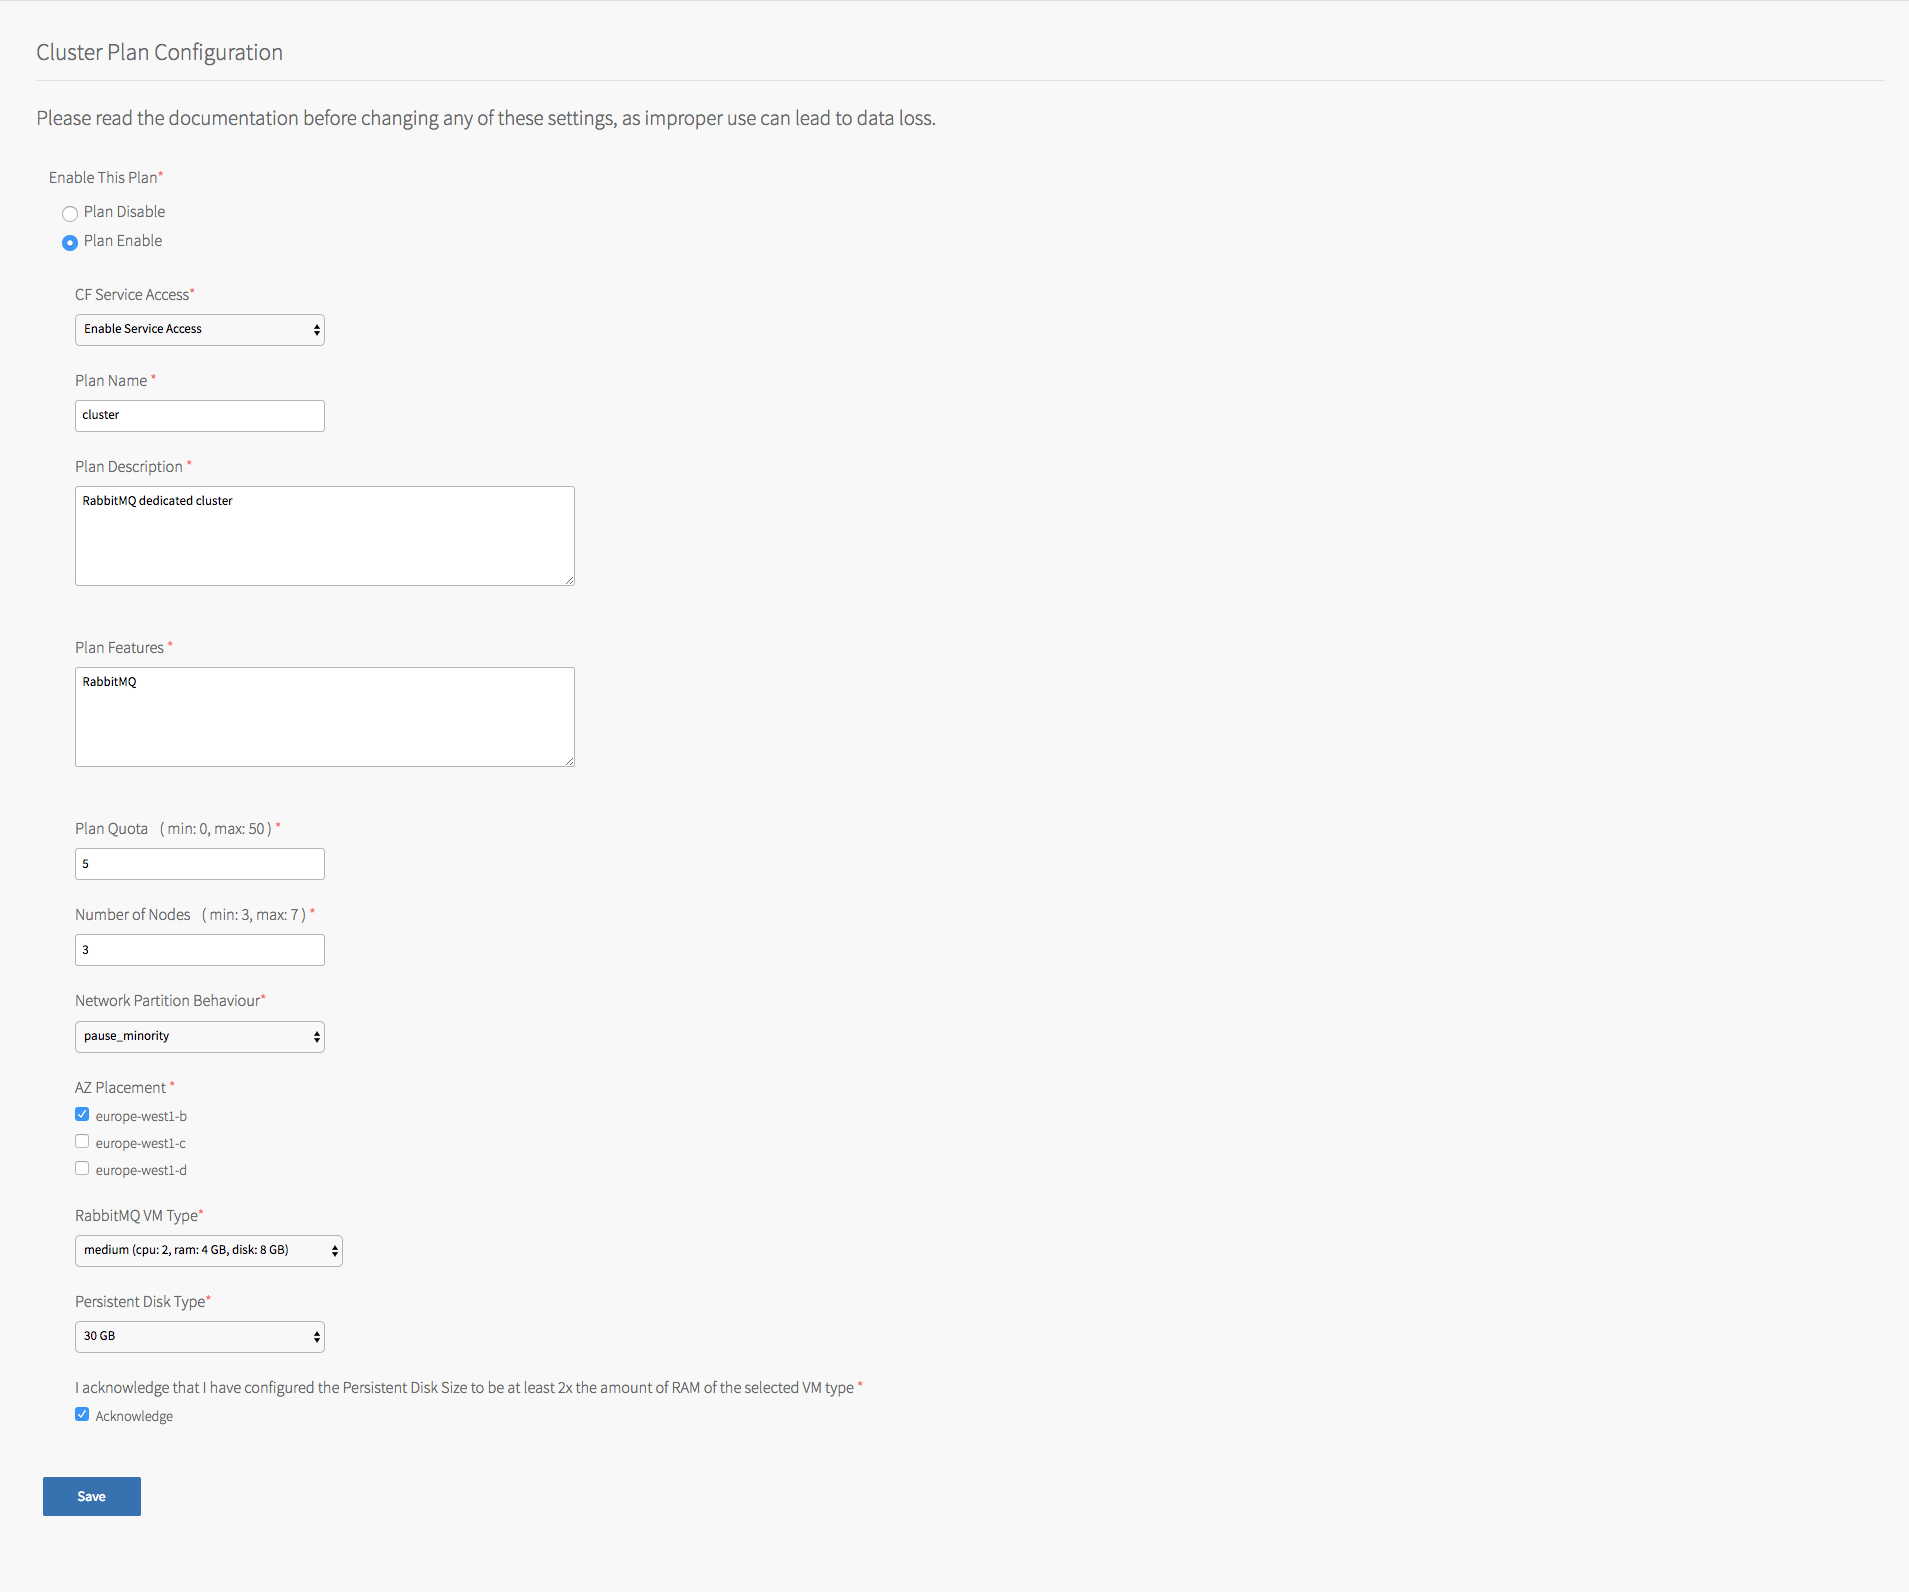 Cluster Plan Configuration
Please read the documentation before changing any of these settings, as improper use can lead to data loss.
Enable This Plan*
Plan Disable
Plan Enable
CF Service Access*
Enable Service Access
Plan Name *
cluster
Plan Description *
RabbitMQ dedicated cluster
Plan Features *
RabbitMQ
Plan Quota ( min: 0, max: 50 ) *
5
Number of Nodes ( min: 3, max: 7 ) *
3
Network Partition Behaviour*
pause_minority
AZ Placement *
europe-west1-b
europe-west1-c
europe-west1-d
RabbitMQ VM Type*
medium (cpu: 2, ram: 4 GB, disk: 8 GB)
Persistent Disk Type*
30 GB
I acknowledge that I have configured the Persistent Disk Size to be at least 2x the amount of RAM of the selected VM type *
Acknowledge
Save